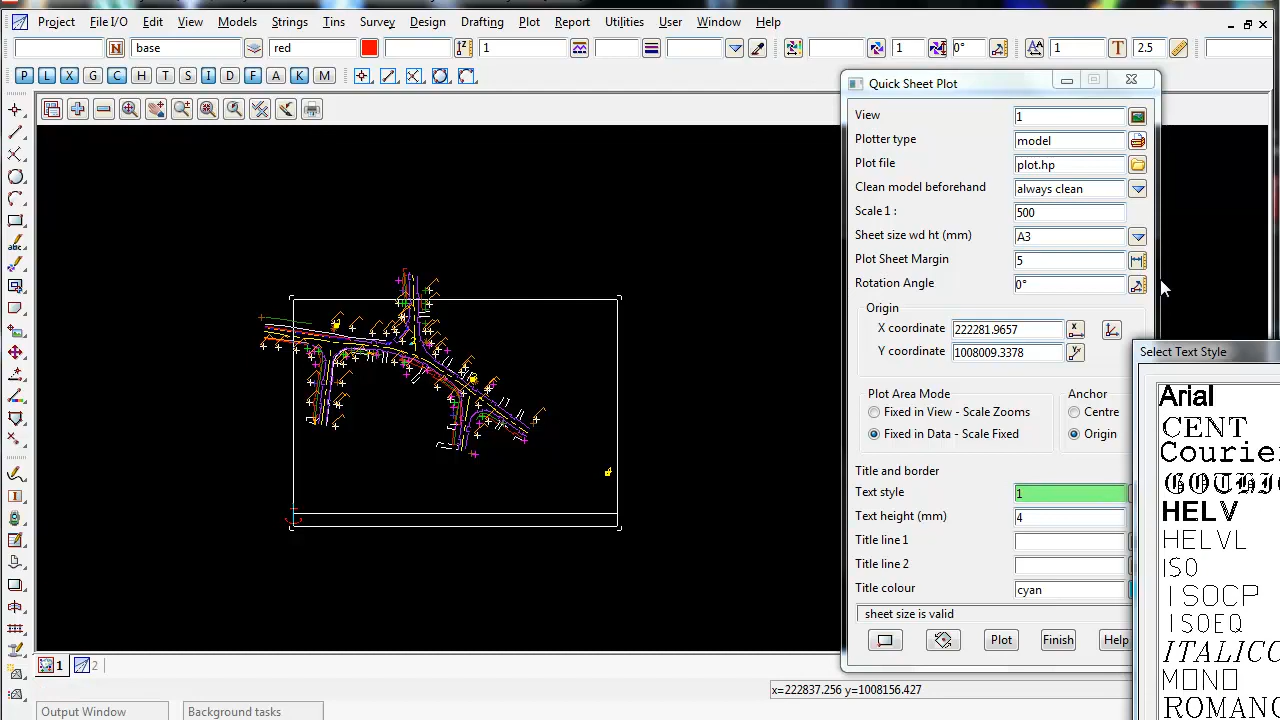 Project File I/O Edit View Models Strings Tins Survey Design Drafting Plot Report Utilities User Window Help
N base red 1 1 0° 1 T 2.5
P L X G C H T S I D F A K M
Quick Sheet Plot
View 1
Plotter type model
Plot file plot.hp
Clean model beforehand always clean
Scale 1 : 500
Sheet size wd ht (mm) A3
Plot Sheet Margin 5
Rotation Angle 0°
Origin
X coordinate 222281.9657
Y coordinate 1008009.3378
Select Text Style
Plot Area Mode Anchor
Fixed in View - Scale Zooms Centre
Fixed in Data - Scale Fixed Origin
Title and border
Text style 1
Text height (mm) 4
Title line 1
Title line 2
Title colour cyan
sheet size is valid
Plot Finish Help
Arial
CENT
Courie
GOTHIC
HELV
HELVL
ISO
ISOCP
ISOEQ
ITALICC
MONO
ROMANC
1 2
x=222837.256 y=1008156.427
Output Window Background tasks